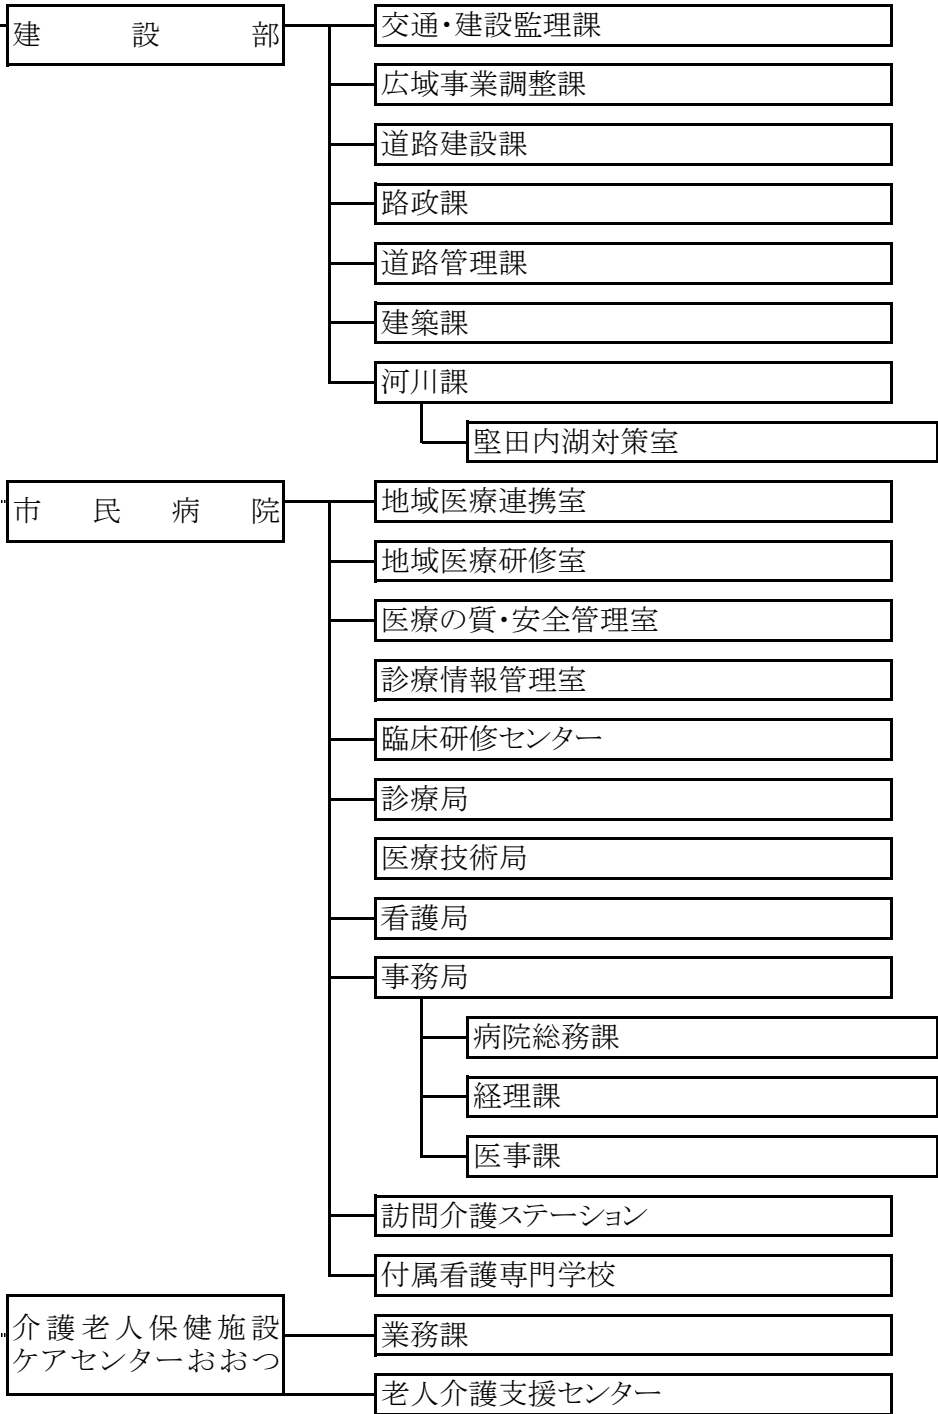 建設部
交通・建設監理課
広域事業調整課
道路建設課
路政課
道路管理課
建築課
河川課
堅田内湖対策室
市民病院
地域医療連携室
地域医療研修室
医療の質・安全管理室
診療情報管理室
臨床研修センター
診療局
医療技術局
看護局
事務局
病院総務課
経理課
医事課
訪問介護ステーション
付属看護専門学校
介護老人保健施設
ケアセンターおおつ
業務課
老人介護支援センター